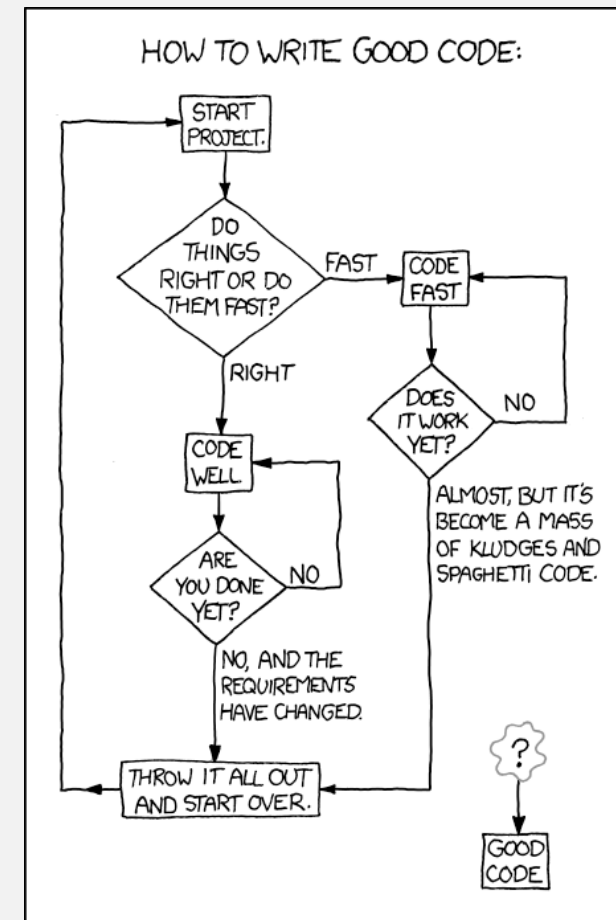 HOW TO WRITE GOOD CODE:
START
PROJECT.
DO
THINGS
RIGHT OR DO
THEM FAST?
FAST
CODE
FAST
RIGHT
DOES
IT WORK
YET?
NO
CODE
WELL
ALMOST, BUT IT'S
BECOME A MASS
OF KLUDGES AND
SPAGHETTI CODE.
ARE
YOU DONE
YET?
NO
NO, AND THE
REQUIREMENTS
HAVE CHANGED.
THROW IT ALL OUT
AND START OVER.
?
GOOD
CODE